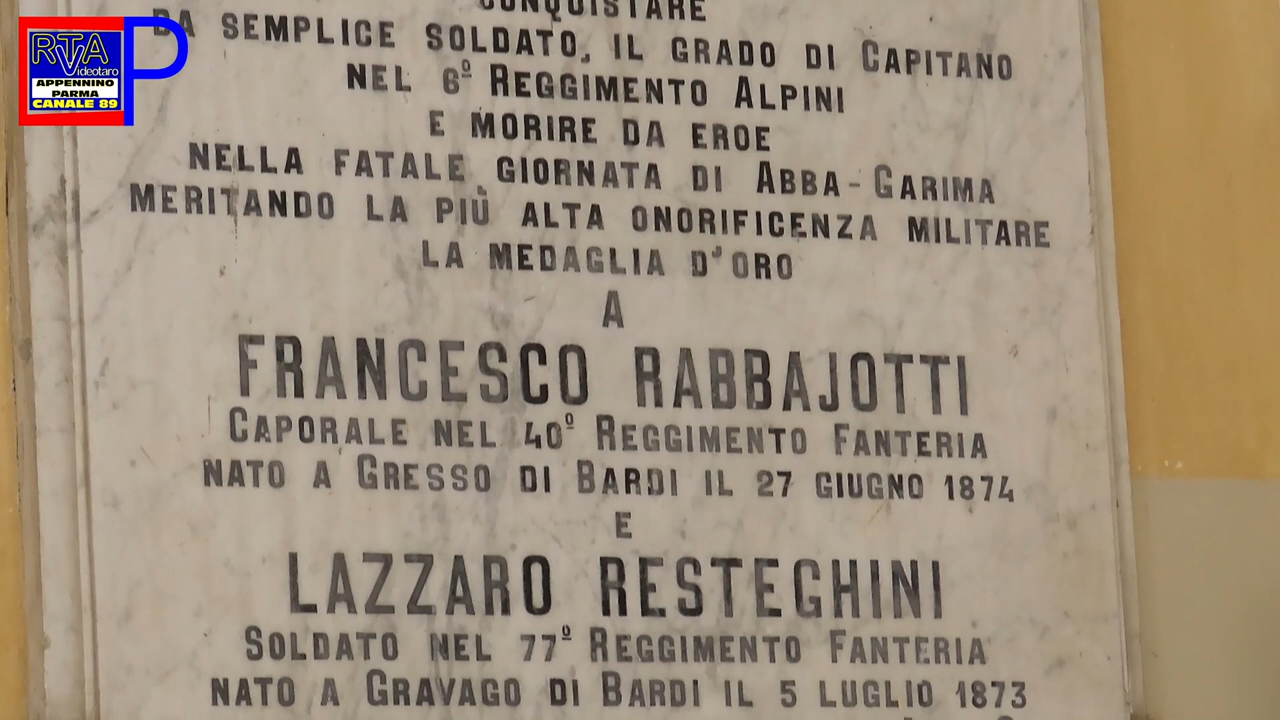 RTA
Videotaro
APPENNINO
PARMA
CANALE 89
P
CONQUISTARE
DA SEMPLICE SOLDATO, IL GRADO DI CAPITANO
NEL 6º REGGIMENTO ALPINI
E MORIRE DA EROE
NELLA FATALE GIORNATA DI ABBA-GARIMA
MERITANDO LA PIÙ ALTA ONORIFICENZA MILITARE
LA MEDAGLIA D'ORO
A
FRANCESCO RABBAJOTTI
CAPORALE NEL 40º REGGIMENTO FANTERIA
NATO A GRESSO DI BARDI IL 27 GIUGNO 1874
E
LAZZARO RESTEGHINI
SOLDATO NEL 77º REGGIMENTO FANTERIA
NATO A GRAVAGO DI BARDI IL 5 LUGLIO 1873